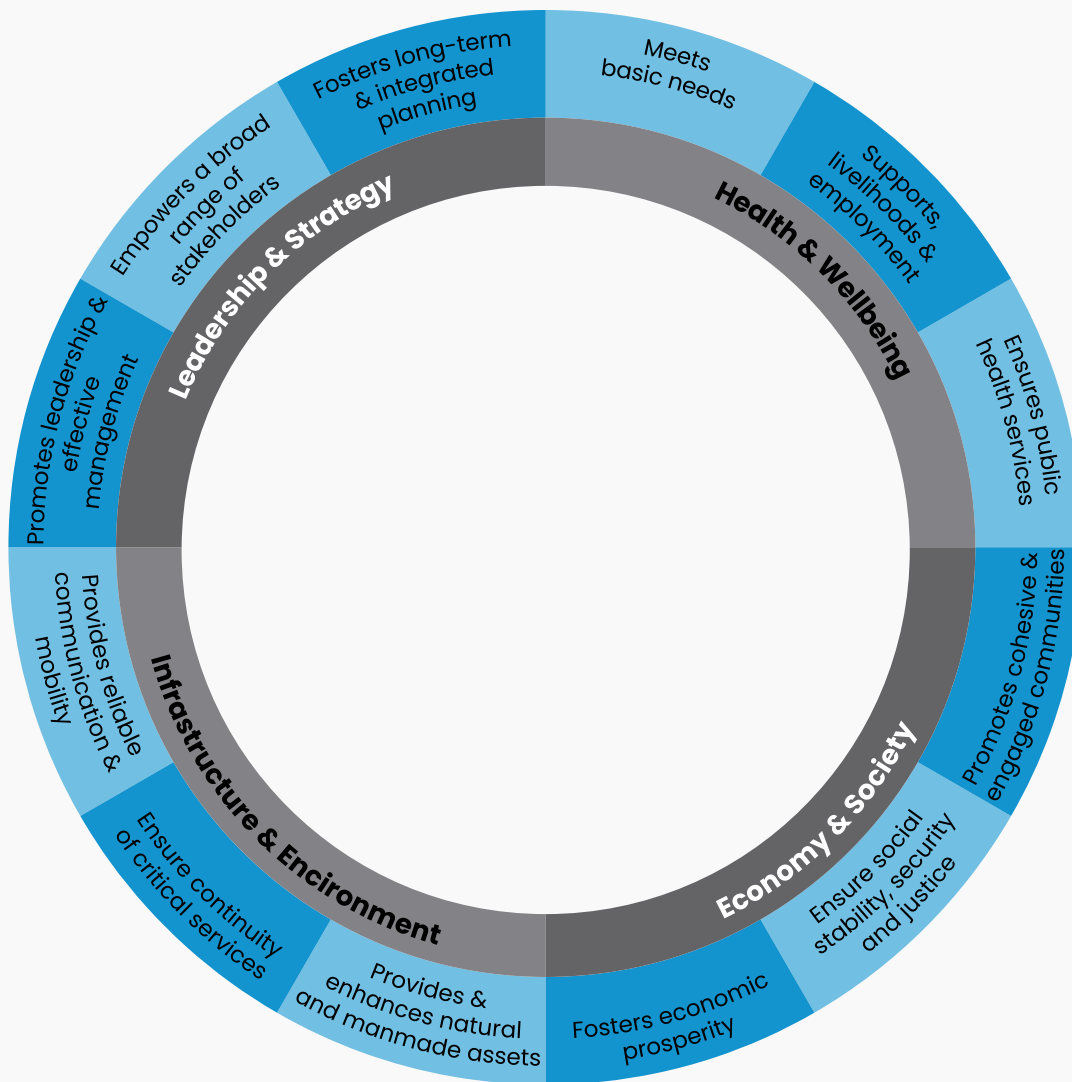 Meets
basic needs
Supports,
livelihoods &
employment
Ensures public
health services
Health & Wellbeing
Promotes cohesive &
engaged communities
Ensure social
stability, security
and justice
Fosters economic
prosperity
Economy & Society
Provides &
enhances natural
and manmade assets
Ensure continuity
of critical services
Provides reliable
communication &
mobility
Infrastructure & Encironment
Promotes leadership &
effective
management
Empowers a broad
range of
stakeholders
Fosters long-term
& integrated
planning
Leadership & Strategy